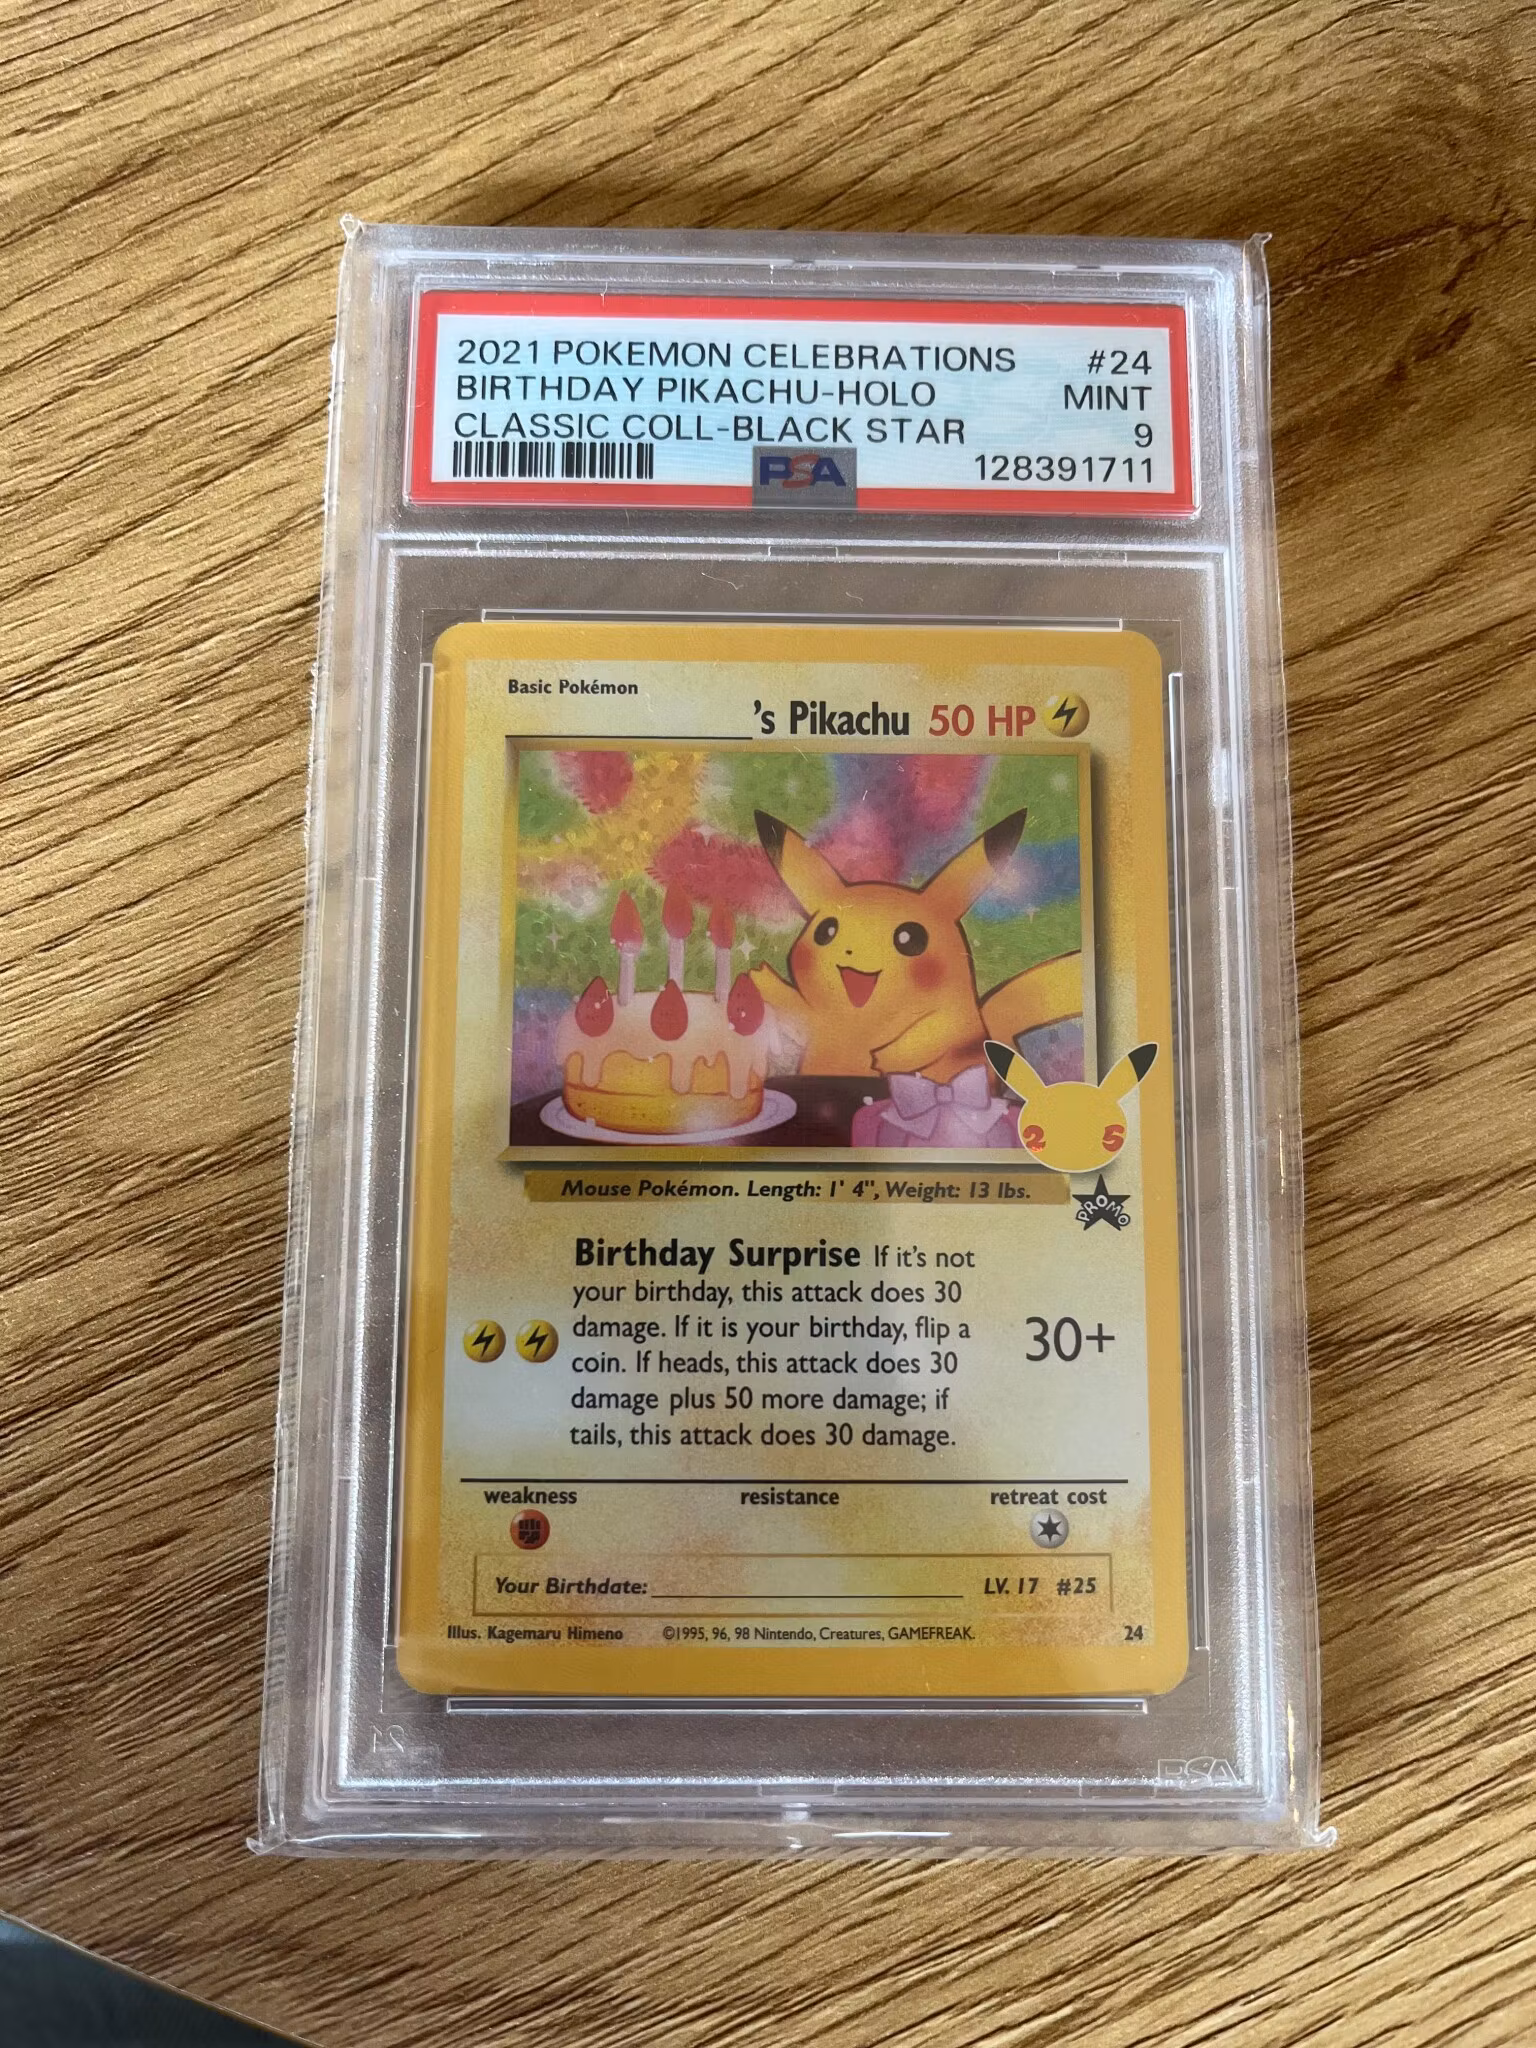 2021 POKEMON CELEBRATIONS #24
BIRTHDAY PIKACHU-HOLO MINT
CLASSIC COLL-BLACK STAR 9
PSA 128391711
Basic Pokémon
's Pikachu 50 HP
25
Mouse Pokémon. Length: 1' 4", Weight: 13 lbs.
PROMO
Birthday Surprise If it's not
your birthday, this attack does 30
damage. If it is your birthday, flip a
coin. If heads, this attack does 30
damage plus 50 more damage; if
tails, this attack does 30 damage.
30+
weakness resistance retreat cost
Your Birthdate: LV. 17 #25
Illus. Kagemaru Himeno ©1995, 96, 98 Nintendo, Creatures, GAMEFREAK. 24
PSA